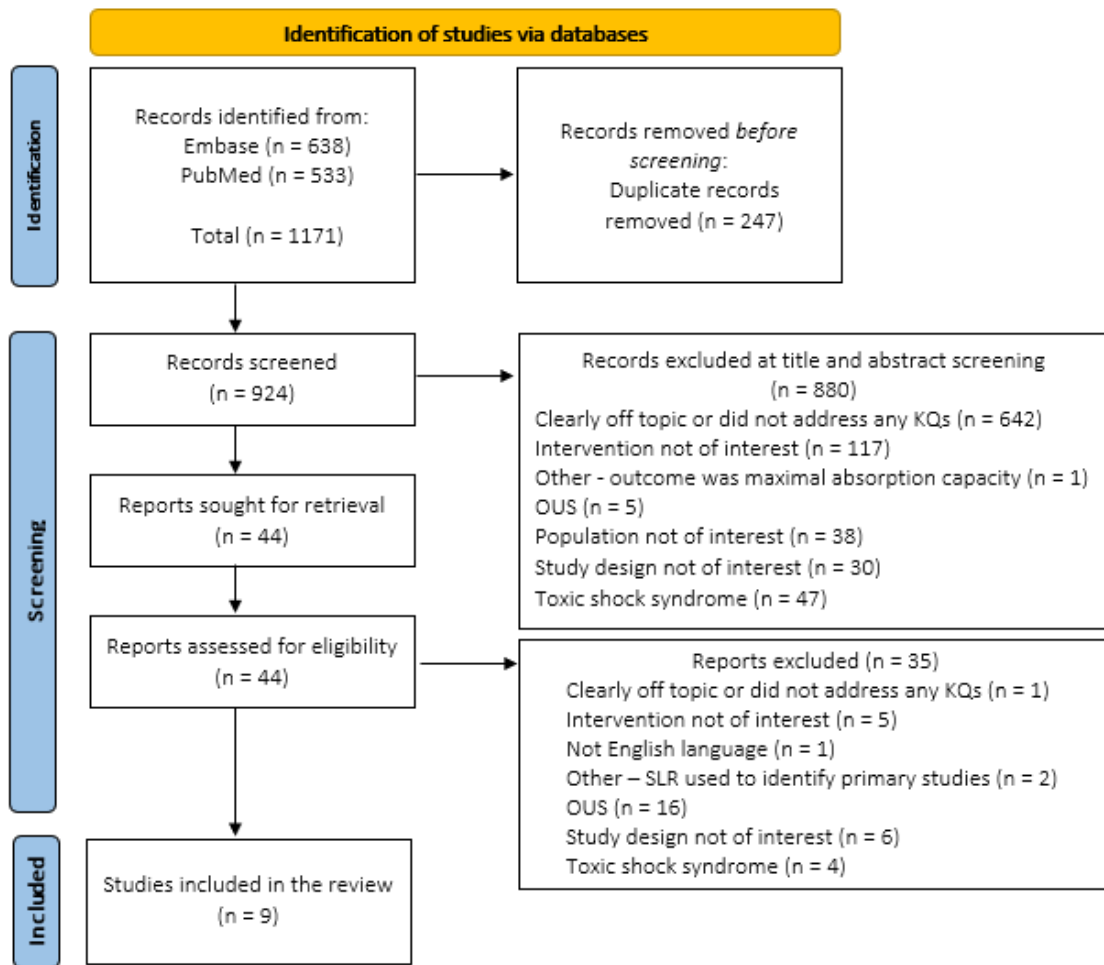 Identification of studies via databases
Identification
Records identified from:
Embase (n = 638)
PubMed (n = 533)
Total (n = 1171)
Records removed before
screening:
Duplicate records
removed (n = 247)
Screening
Records screened
(n = 924)
Records excluded at title and abstract screening
(n = 880)
Clearly off topic or did not address any KQs (n = 642)
Intervention not of interest (n = 117)
Other - outcome was maximal absorption capacity (n = 1)
OUS (n = 5)
Population not of interest (n = 38)
Study design not of interest (n = 30)
Toxic shock syndrome (n = 47)
Reports sought for retrieval
(n = 44)
Reports assessed for eligibility
(n = 44)
Reports excluded (n = 35)
Clearly off topic or did not address any KQs (n = 1)
Intervention not of interest (n = 5)
Not English language (n = 1)
Other – SLR used to identify primary studies (n = 2)
OUS (n = 16)
Study design not of interest (n = 6)
Toxic shock syndrome (n = 4)
Included
Studies included in the review
(n = 9)